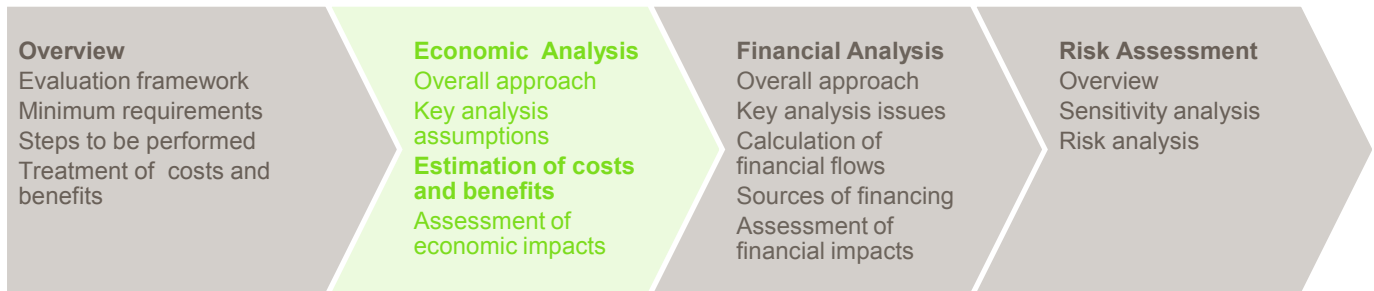 Overview
Evaluation framework
Minimum requirements
Steps to be performed
Treatment of costs and
benefits
Economic Analysis
Overall approach
Key analysis
assumptions
Estimation of costs
and benefits
Assessment of
economic impacts
Financial Analysis
Overall approach
Key analysis issues
Calculation of
financial flows
Sources of financing
Assessment of
financial impacts
Risk Assessment
Overview
Sensitivity analysis
Risk analysis